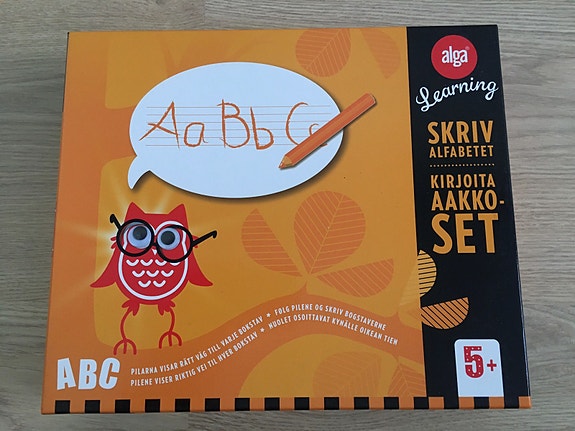 alga
Learning
SKRIV
ALFABETET
KIRJOITA
AAKKO-
SET
Aa Bb Cc
PILARNA VISAR RÄTT VÄG TILL VARJE BOKSTAV ★ FØLG PILENE OG SKRIV BOGSTAVERNE
PILENE VISER RIKTIG VEI TIL HVER BOKSTAV ★ NUOLET OSOITTAVAT KYNÄLLE OIKEAN TIEN
ABC
5+